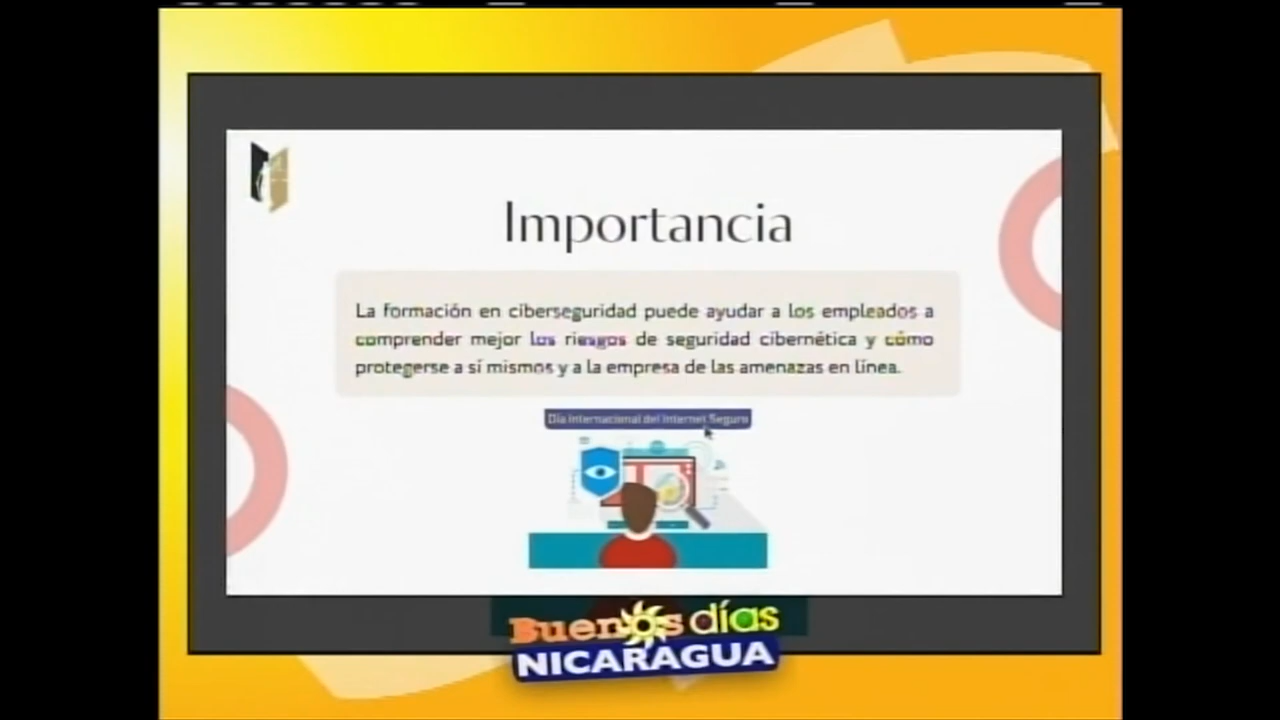 Importancia
La formación en ciberseguridad puede ayudar a los empleados a
comprender mejor los riesgos de seguridad cibernética y cómo
protegerse a sí mismos y a la empresa de las amenazas en línea.
Día Internacional del Internet Seguro
Buenos días
NICARAGUA